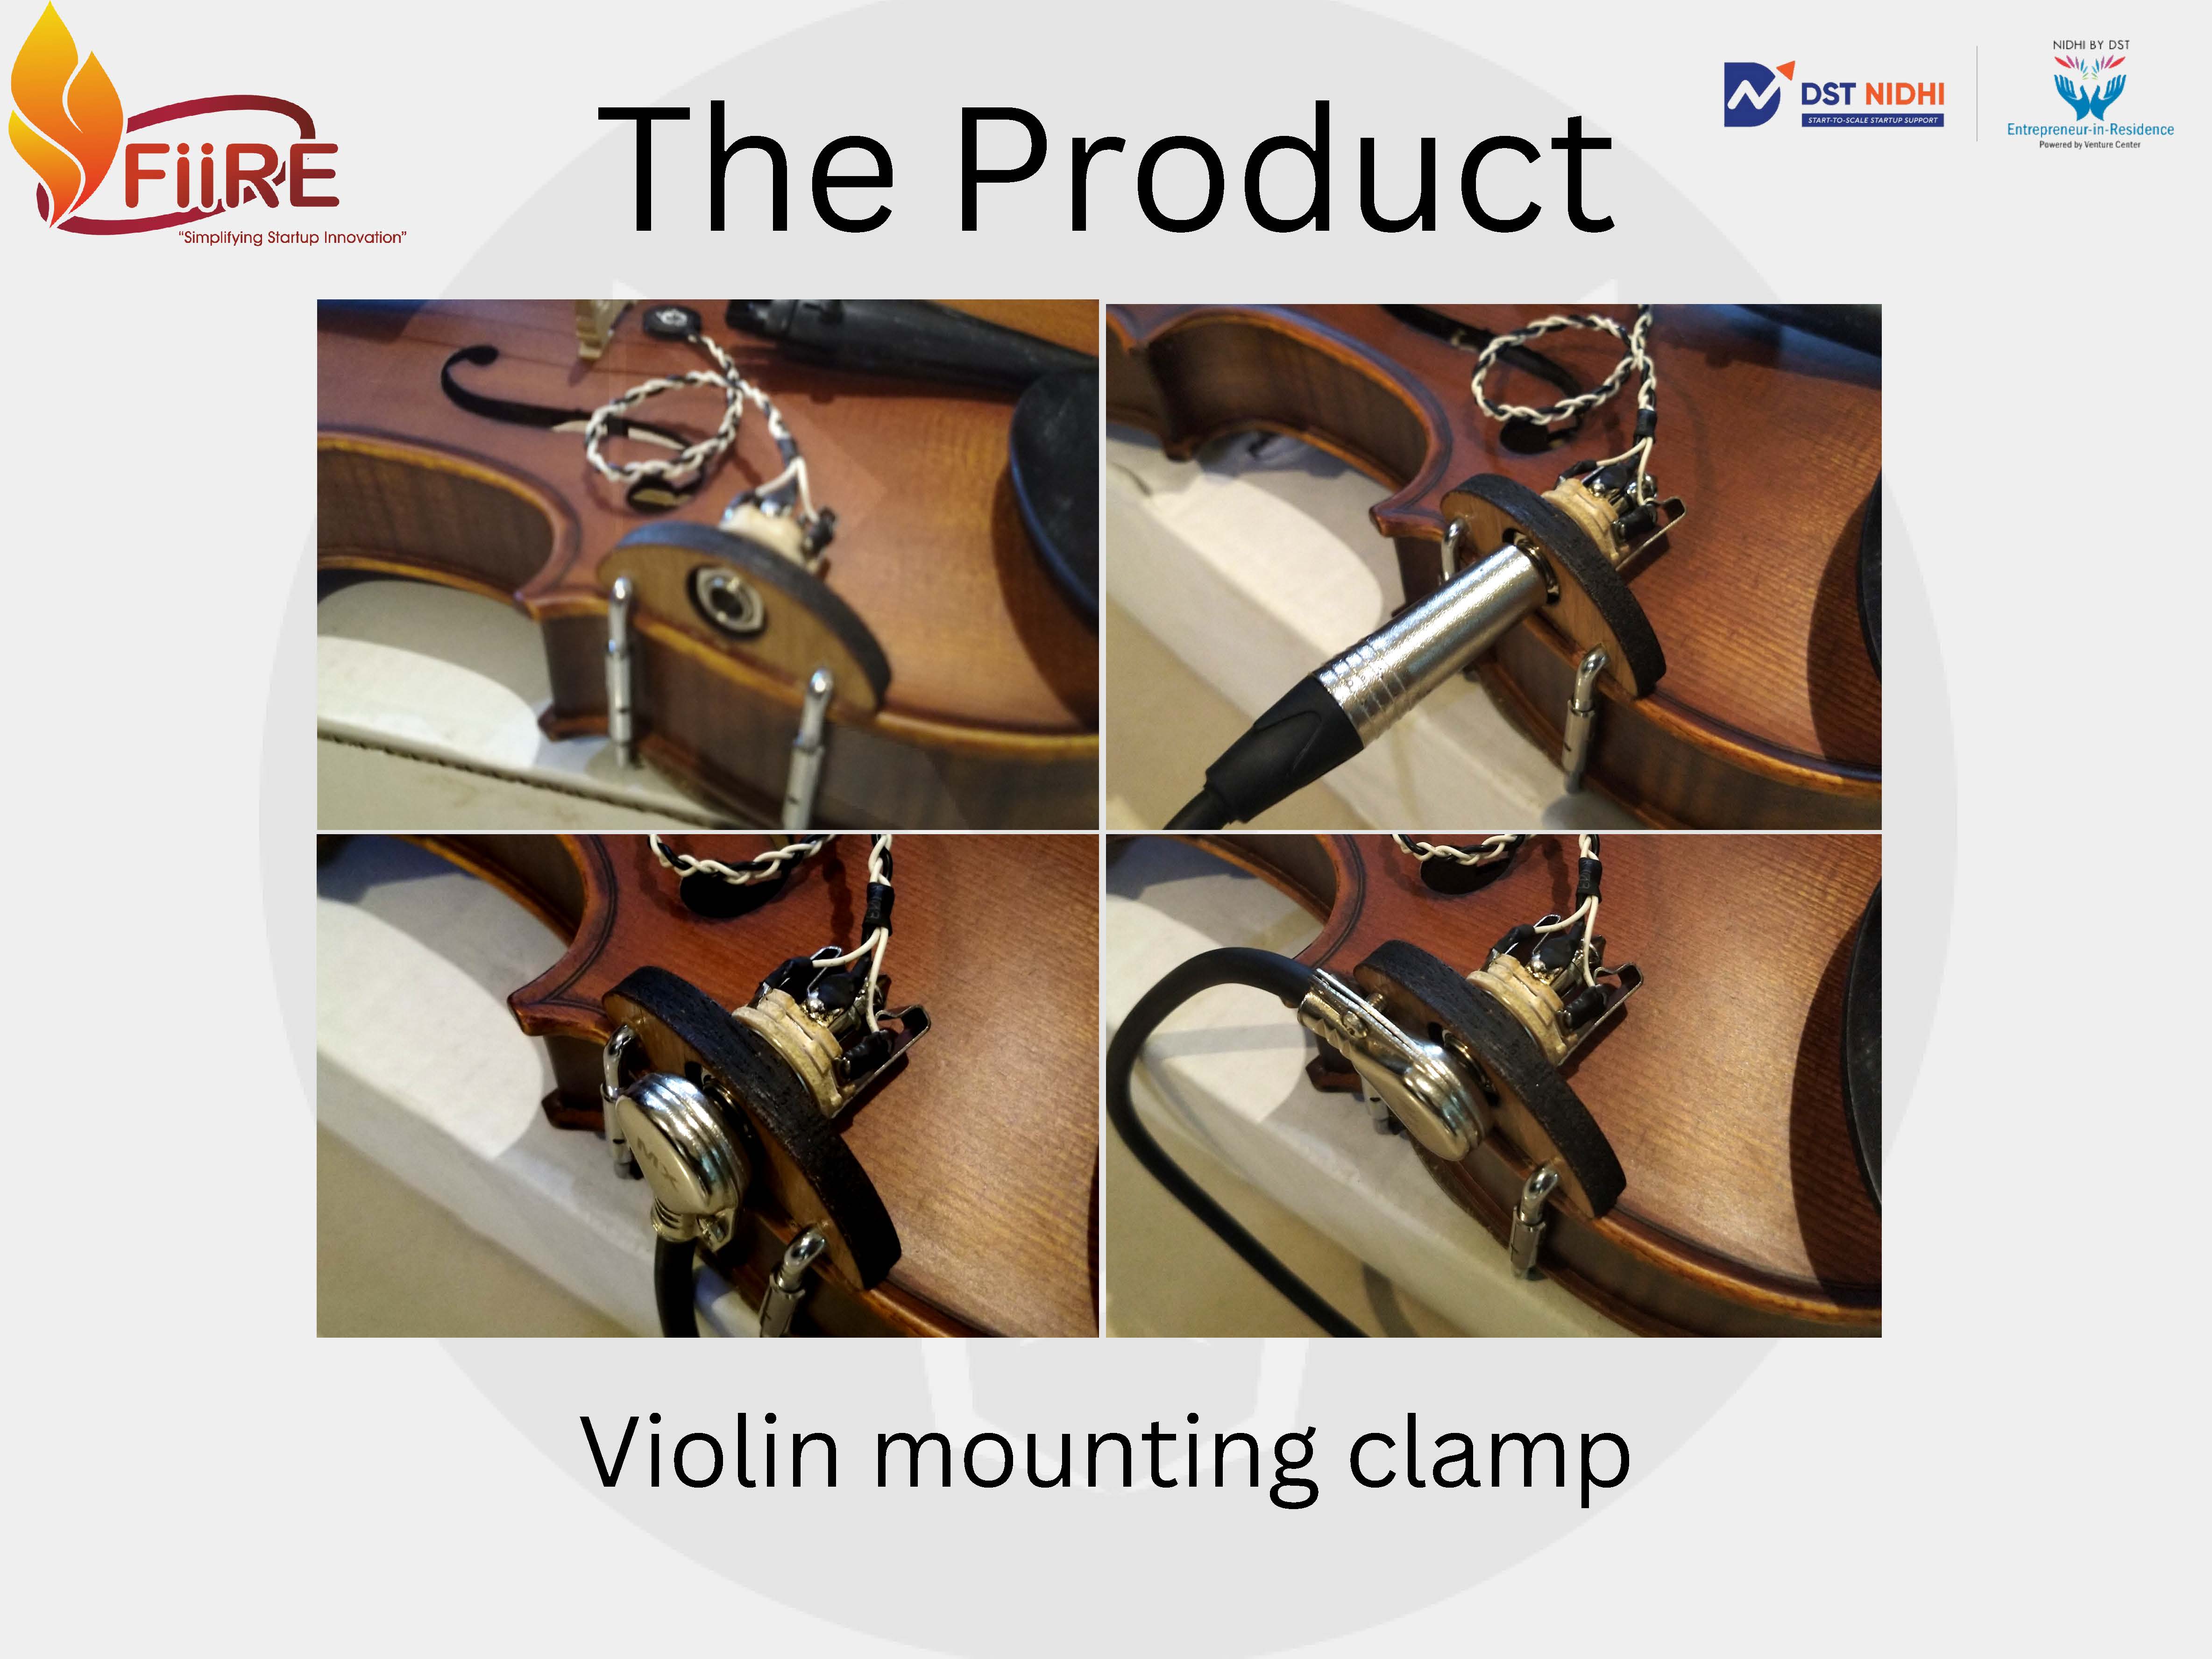 FiiRE
“Simplifying Startup Innovation”
The Product
DST NIDHI
START-TO-SCALE STARTUP SUPPORT
NIDHI BY DST
Entrepreneur-in-Residence
Powered by Venture Center
Violin mounting clamp